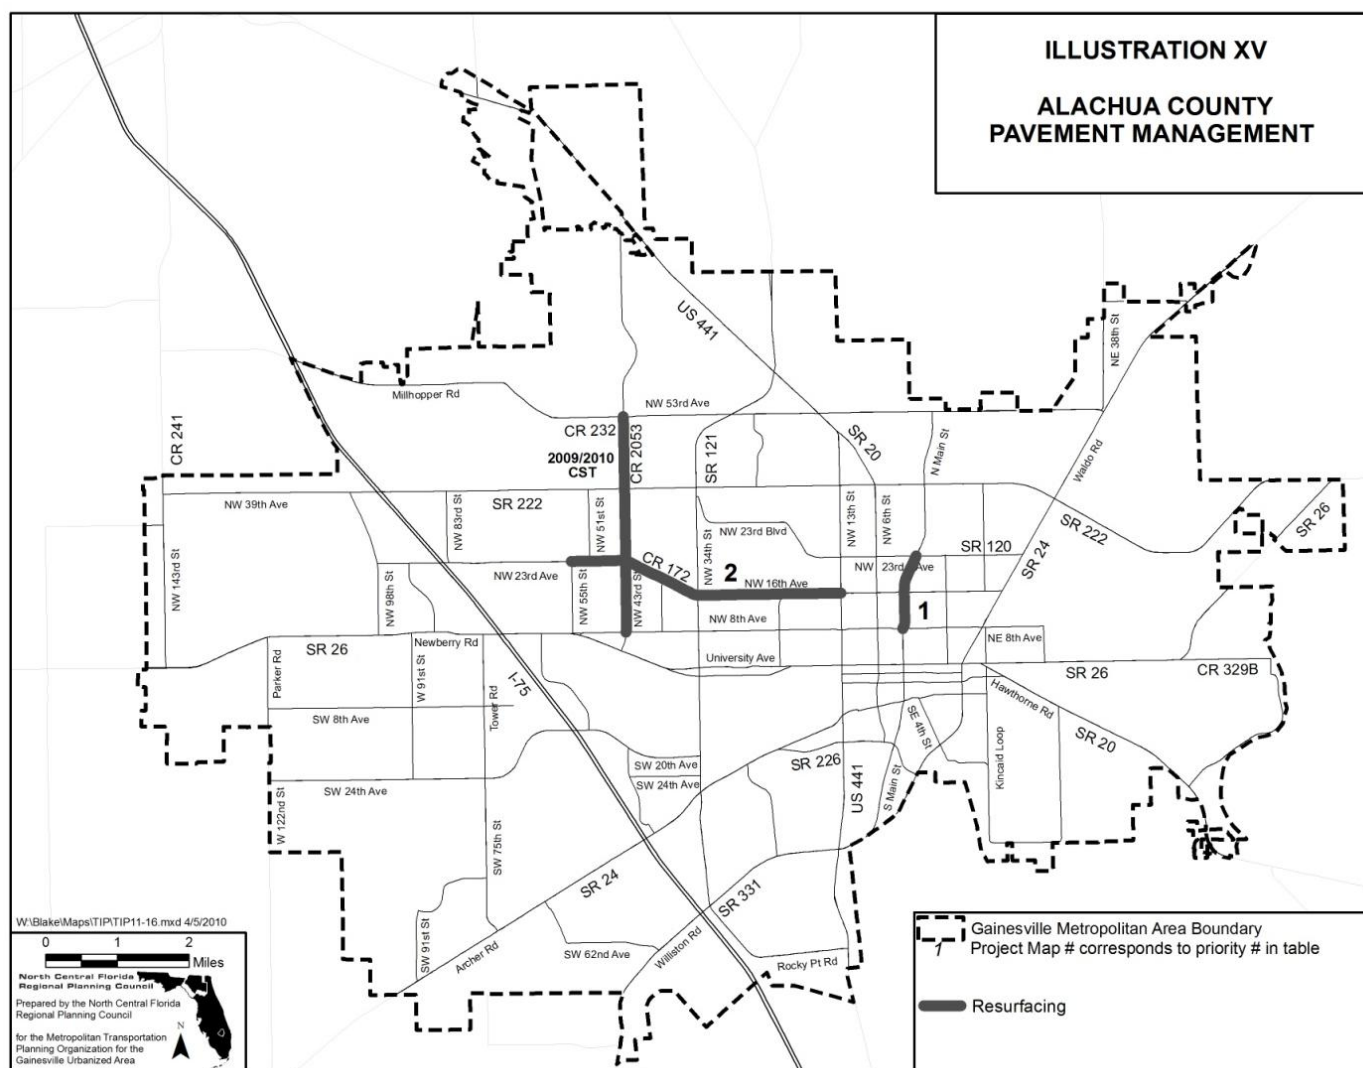 ILLUSTRATION XV
ALACHUA COUNTY
PAVEMENT MANAGEMENT
US 441
NE 38th St
Millhopper Rd
NW 53rd Ave
CR 241
CR 232
CR 2053
SR 121
SR 20
N Main St
Waldo Rd
2009/2010
CST
NW 39th Ave
SR 222
NW 83rd St
NW 51st St
NW 23rd Blvd
NW 34th St
NW 13th St
NW 6th St
SR 120
SR 24
SR 222
SR 26
NW 143rd St
NW 98th St
NW 23rd Ave
NW 55th St
NW 43rd St
CR 172
2
NW 16th Ave
NW 23rd Ave
1
NW 8th Ave
NE 8th Ave
SR 26
Newberry Rd
University Ave
SR 26
CR 329B
Parker Rd
W 91st St
Tower Rd
I-75
Hawthorne Rd
SW 8th Ave
SE 4th St
SR 20
Kincaid Loop
SW 20th Ave
SR 226
SW 24th Ave
SW 24th Ave
US 441
S Main St
W 122nd St
SW 75th St
SR 24
SR 331
SW 91st St
Archer Rd
SW 62nd Ave
Williston Rd
Rocky Pt Rd
W:\Blake\Maps\TIP\TIP11-16.mxd 4/5/2010
0 1 2
Miles
North Central Florida
Regional Planning Council
Prepared by the North Central Florida
Regional Planning Council
N
for the Metropolitan Transportation
Planning Organization for the
Gainesville Urbanized Area
Gainesville Metropolitan Area Boundary
1 Project Map # corresponds to priority # in table
Resurfacing